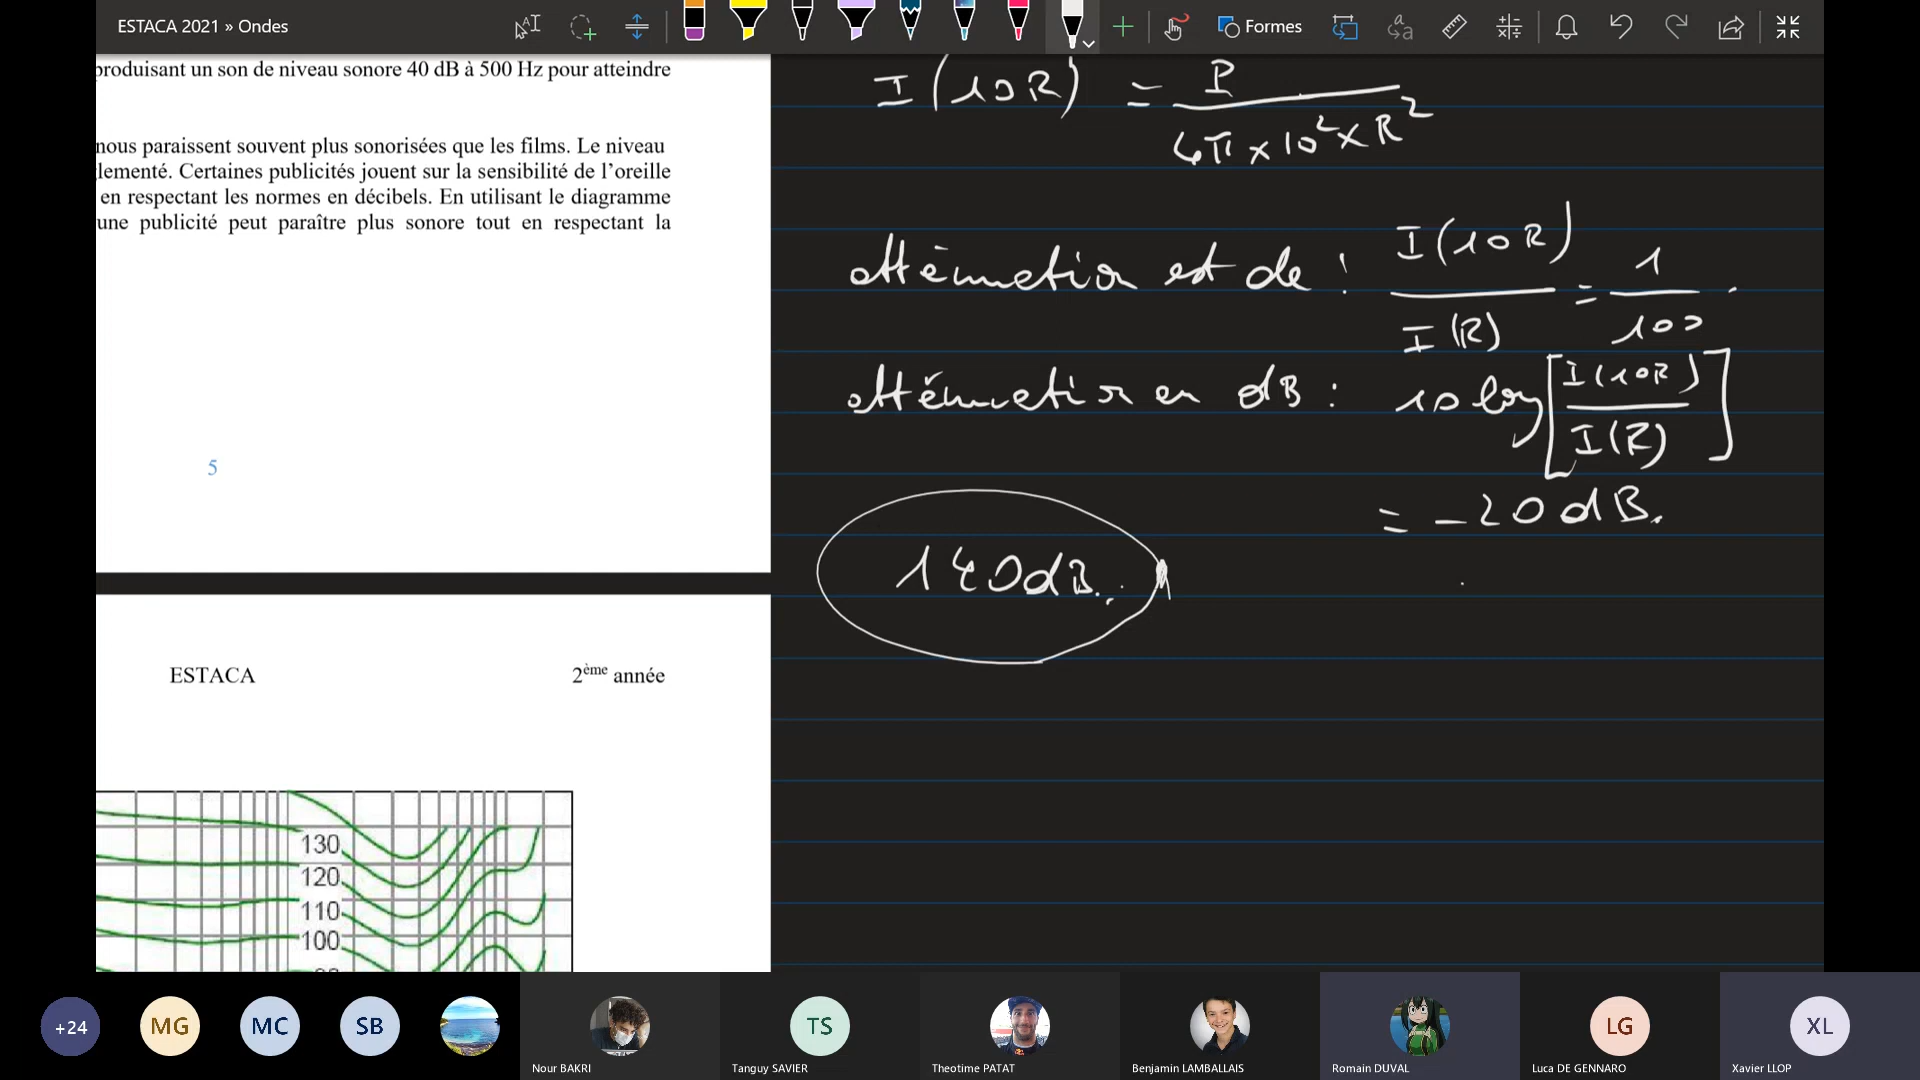 ESTACA 2021 » Ondes
Formes
produisant un son de niveau sonore 40 dB à 500 Hz pour atteindre
nous paraissent souvent plus sonorisées que les films. Le niveau
lementé. Certaines publicités jouent sur la sensibilité de l'oreille
en respectant les normes en décibels. En utilisant le diagramme
une publicité peut paraître plus sonore tout en respectant la
5
ESTACA 2ème année
130
120
110
100
I(10R) = P / 4π×10²×R²
atténuation est de : I(10R) / I(R) = 1 / 100 .
atténuation en dB : 10 log [I(10R) / I(R)]
= -20 dB.
140dB.
+24
MG
MC
SB
Nour BAKRI
TS
Tanguy SAVIER
Theotime PATAT
Benjamin LAMBALLAIS
Romain DUVAL
LG
Luca DE GENNARO
XL
Xavier LLOP